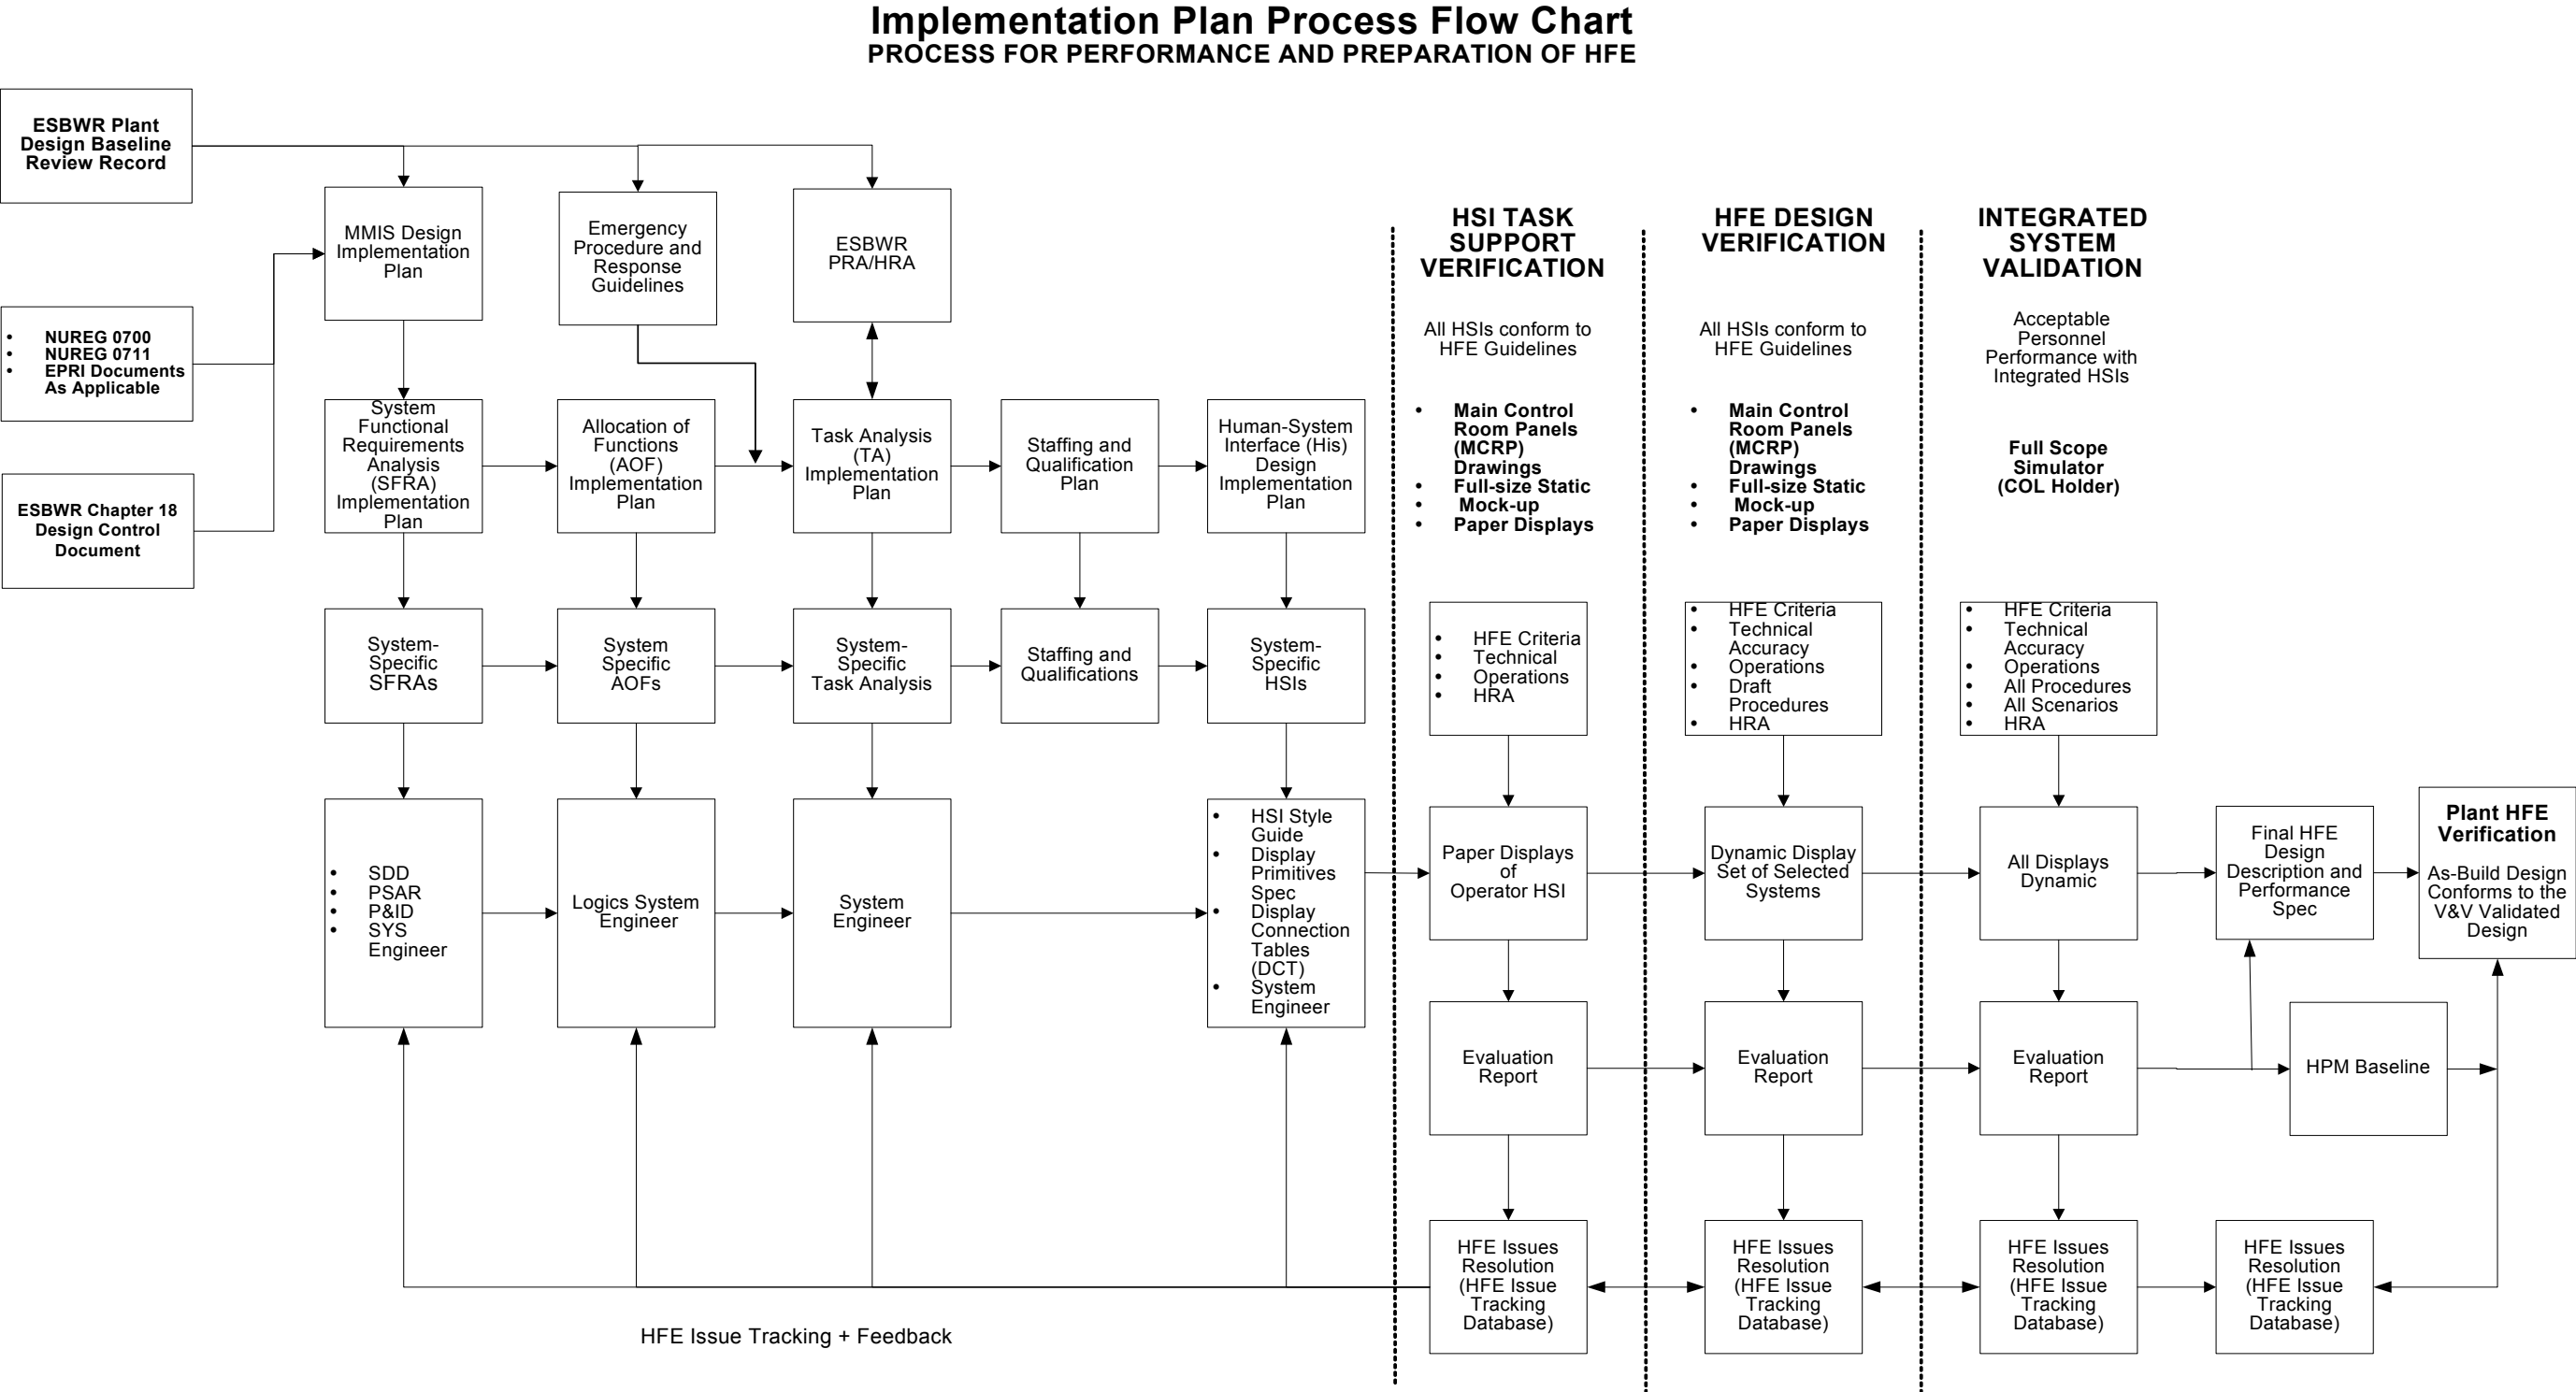 Implementation Plan Process Flow Chart
PROCESS FOR PERFORMANCE AND PREPARATION OF HFE
ESBWR Plant
Design Baseline
Review Record
MMIS Design
Implementation
Plan
Emergency
Procedure and
Response
Guidelines
ESBWR
PRA/HRA
• NUREG 0700
• NUREG 0711
• EPRI Documents
As Applicable
ESBWR Chapter 18
Design Control
Document
System
Functional
Requirements
Analysis
(SFRA)
Implementation
Plan
Allocation of
Functions
(AOF)
Implementation
Plan
Task Analysis
(TA)
Implementation
Plan
Staffing and
Qualification
Plan
Human-System
Interface (His)
Design
Implementation
Plan
System-
Specific
SFRAs
System
Specific
AOFs
System-
Specific
Task Analysis
Staffing and
Qualifications
System-
Specific
HSIs
• SDD
• PSAR
• P&ID
• SYS
Engineer
Logics System
Engineer
System
Engineer
• HSI Style
Guide
• Display
Primitives
Spec
• Display
Connection
Tables
(DCT)
• System
Engineer
HSI TASK
SUPPORT
VERIFICATION
All HSIs conform to
HFE Guidelines
• Main Control
Room Panels
(MCRP)
Drawings
• Full-size Static
• Mock-up
• Paper Displays
• HFE Criteria
• Technical
• Operations
• HRA
Paper Displays
of
Operator HSI
Evaluation
Report
HFE Issues
Resolution
(HFE Issue
Tracking
Database)
HFE DESIGN
VERIFICATION
All HSIs conform to
HFE Guidelines
• Main Control
Room Panels
(MCRP)
Drawings
• Full-size Static
• Mock-up
• Paper Displays
• HFE Criteria
• Technical
Accuracy
• Operations
• Draft
Procedures
• HRA
Dynamic Display
Set of Selected
Systems
Evaluation
Report
HFE Issues
Resolution
(HFE Issue
Tracking
Database)
INTEGRATED
SYSTEM
VALIDATION
Acceptable
Personnel
Performance with
Integrated HSIs
Full Scope
Simulator
(COL Holder)
• HFE Criteria
• Technical
Accuracy
• Operations
• All Procedures
• All Scenarios
• HRA
All Displays
Dynamic
Evaluation
Report
HFE Issues
Resolution
(HFE Issue
Tracking
Database)
Final HFE
Design
Description and
Performance
Spec
Plant HFE
Verification
As-Build Design
Conforms to the
V&V Validated
Design
HPM Baseline
HFE Issues
Resolution
(HFE Issue
Tracking
Database)
HFE Issue Tracking + Feedback